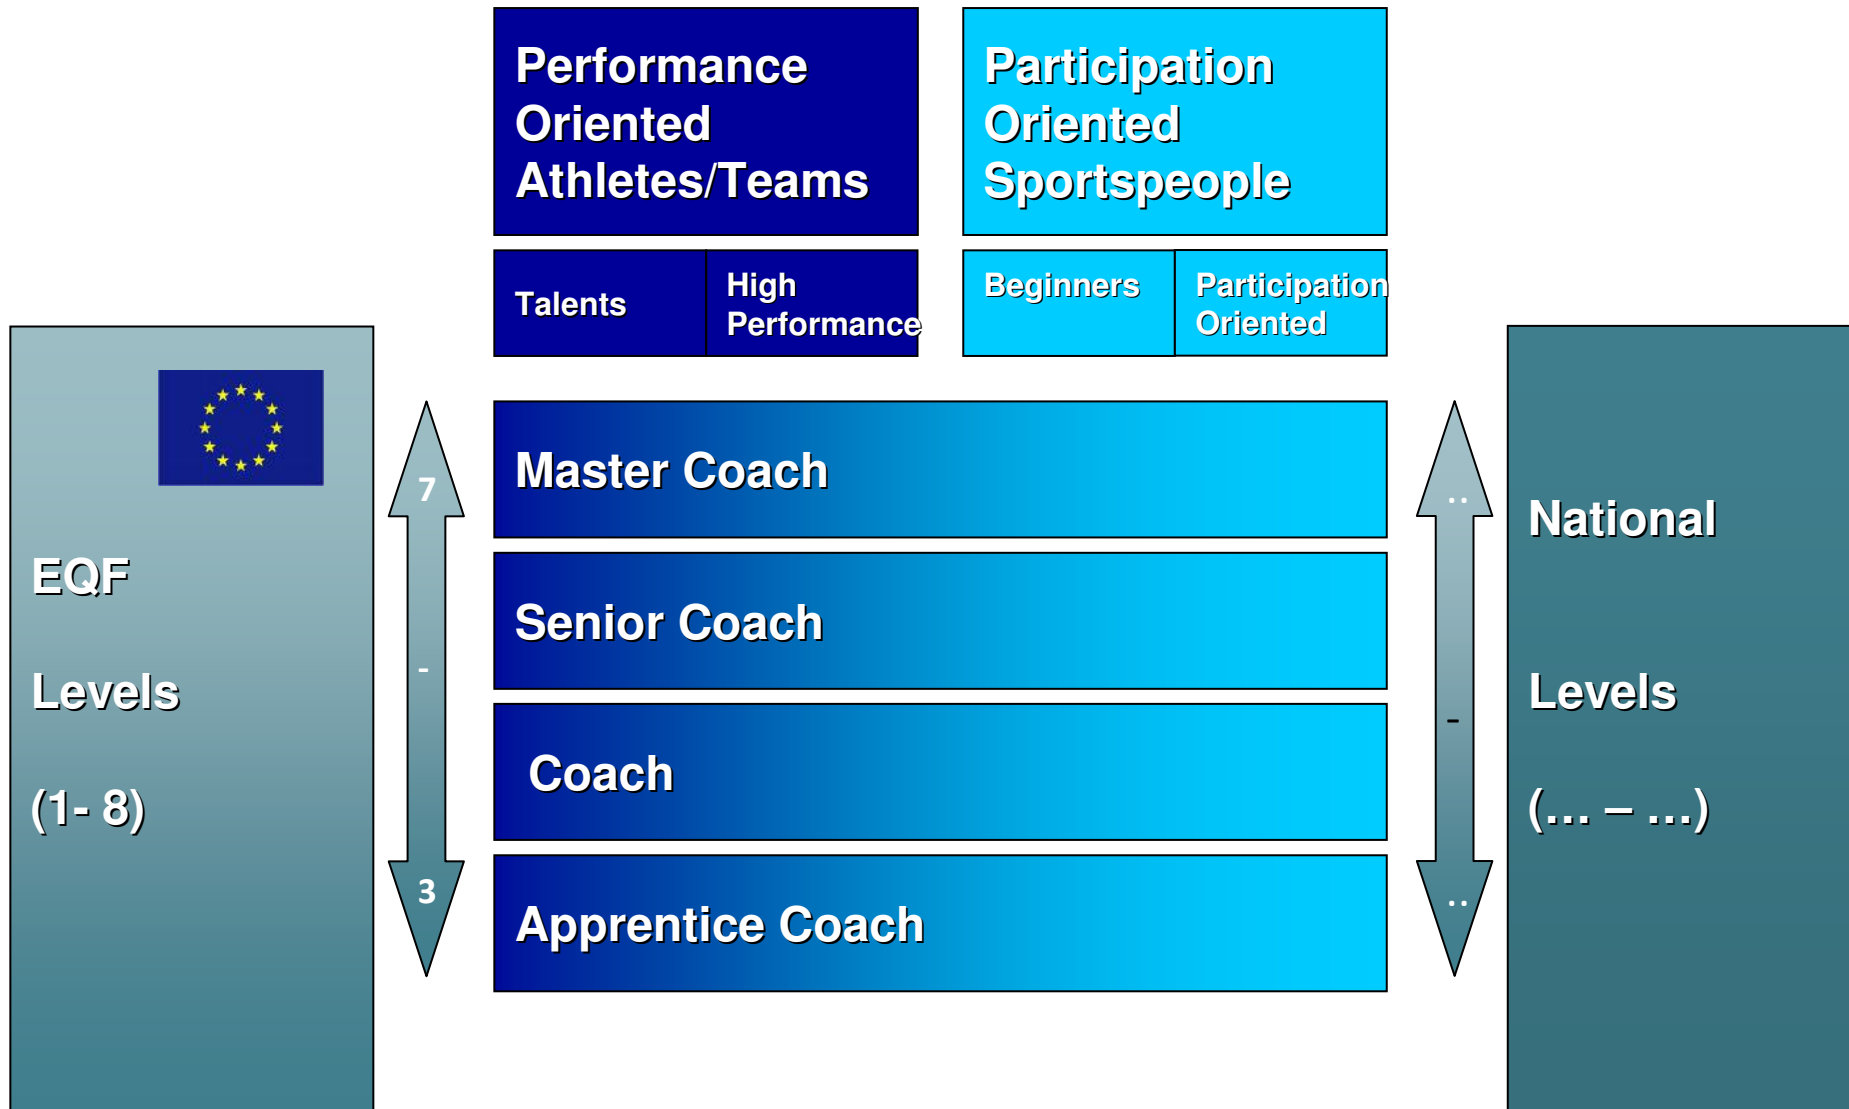 Performance
Oriented
Athletes/Teams
Participation
Oriented
Sportspeople
Talents
High
Performance
Beginners
Participation
Oriented
EQF
Levels
(1- 8)
7
-
3
Master Coach
Senior Coach
Coach
Apprentice Coach
..
-
..
National
Levels
(... – ...)